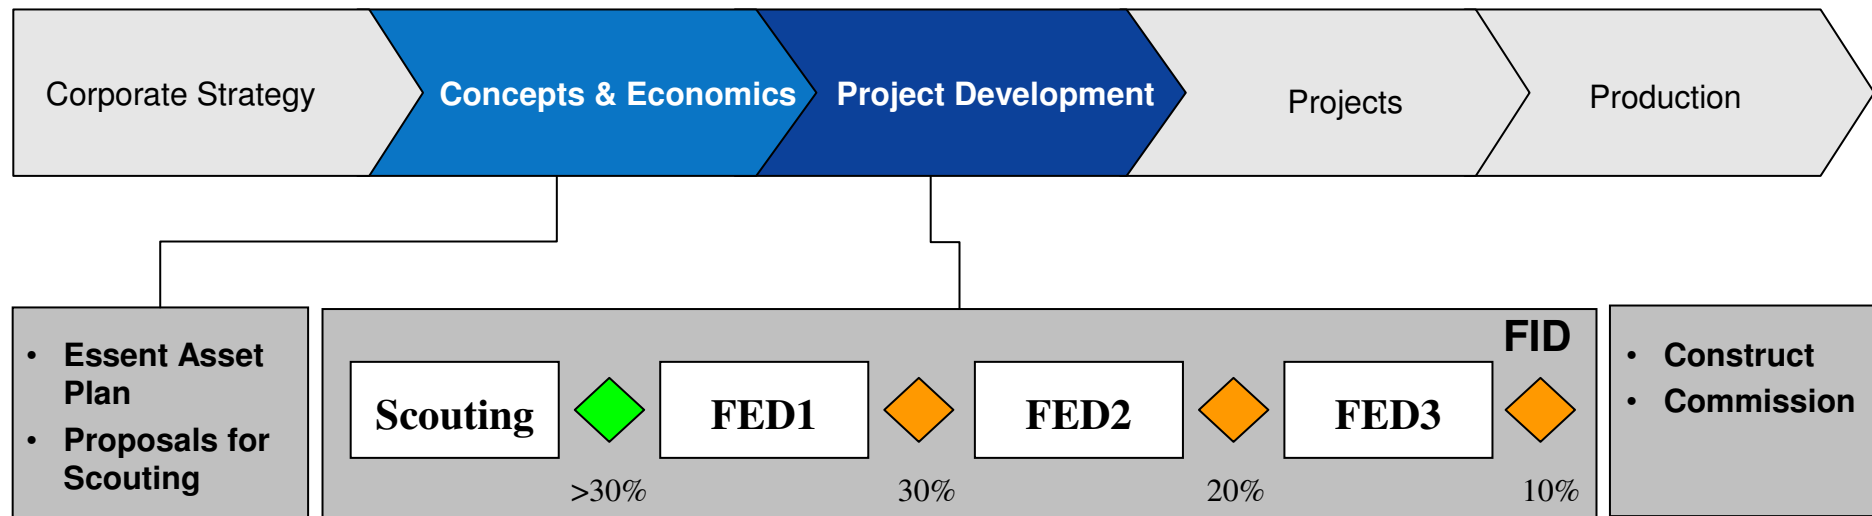 Corporate Strategy
Concepts & Economics
Project Development
Projects
Production
• Essent Asset
Plan
• Proposals for
Scouting
FID
Scouting
FED1
FED2
FED3
>30%
30%
20%
10%
• Construct
• Commission